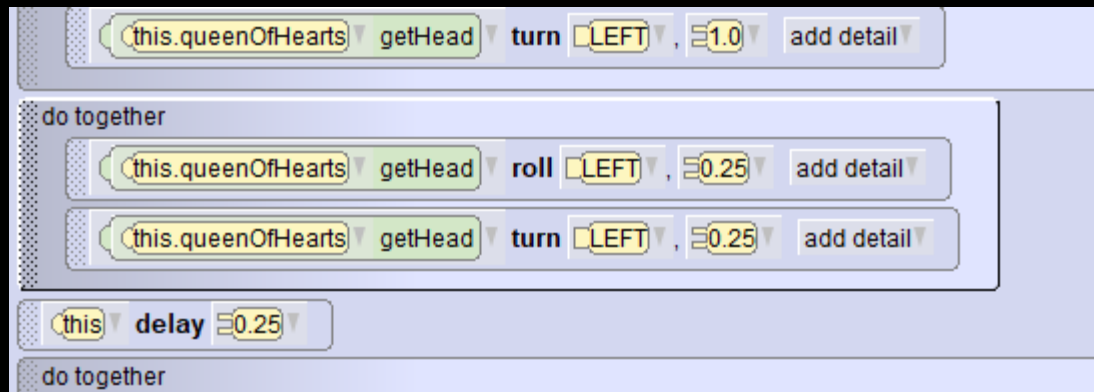 this.queenOfHearts getHead turn LEFT , 1.0 add detail
do together
this.queenOfHearts getHead roll LEFT , 0.25 add detail
this.queenOfHearts getHead turn LEFT , 0.25 add detail
this delay 0.25
do together